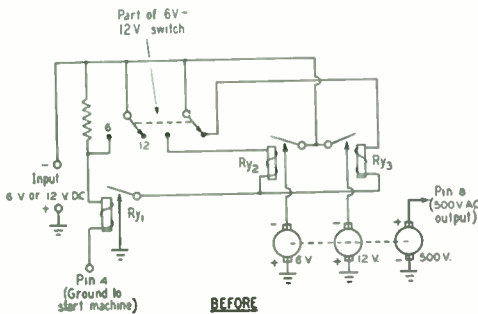 Part of 6V-
12V switch
6
12
Ry2
Ry3
-
Input
6 V or 12 V. DC
+
Ry1
Pin 8
(500V AC
output)
-
+
6 V
-
+
12 V.
+
-
500 V.
Pin 4
(Ground to
start machine)
BEFORE